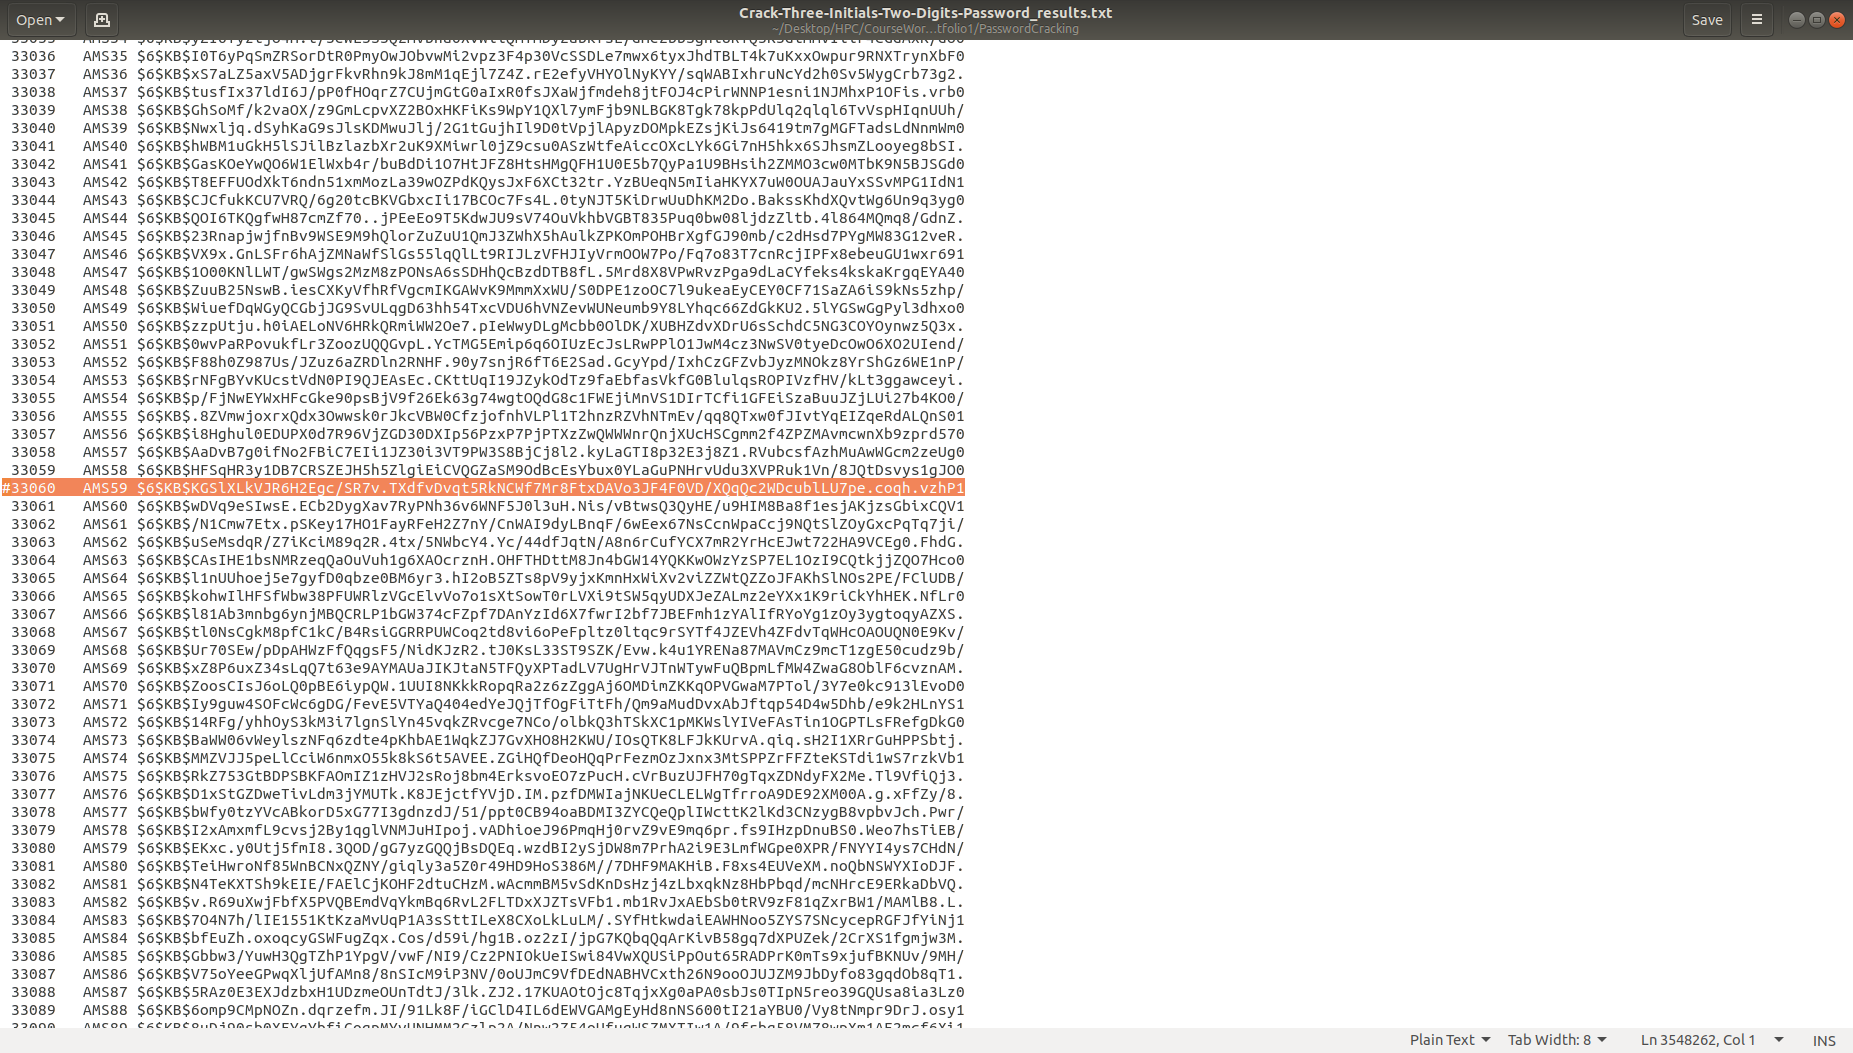 Open
Crack-Three-Initials-Two-Digits-Password_results.txt
~/Desktop/HPC/CourseWor...tfolio1/PasswordCracking
Save
33036 AMS35 $6$KB$I0T6yPqSmZRSorDtR0PmyOwJObvwMi2vpz3F4p30VcSSDLe7mwx6tyxJhdTBLT4k7uKxxOwpur9RNXTrynXbF0
33037 AMS36 $6$KB$xS7aLZ5axV5ADjgrFkvRhn9kJ8mM1qEjl7Z4Z.rE2efyVHYOlNyKYY/sqWABIxhruNcYd2h0Sv5WygCrb73g2.
33038 AMS37 $6$KB$tusfIx37ldI6J/pP0fHOqrZ7CUjmGtG0aIxR0fsJXaWjfmdeh8jtFOJ4cPirWNNP1esni1NJMhxP1OFis.vrb0
33039 AMS38 $6$KB$GhSoMf/k2vaOX/z9GmLcpvXZ2BOxHKFiKs9WpY1QXl7ymFjb9NLBGK8Tgk78kpPdUlq2qlql6TvVspHIqnUUh/
33040 AMS39 $6$KB$Nwxljq.dSyhKaG9sJlsKDMwuJlj/2G1tGujhIl9D0tVpjlApyzDOMpkEZsjKiJs6419tm7gMGFTadsLdNnmWm0
33041 AMS40 $6$KB$hWBM1uGkH5lSJilBzlazbXr2uK9XMiwrl0jZ9csu0ASzWtfeAiccOXcLYk6Gi7nH5hkx6SJhsmZLooyeg8bSI.
33042 AMS41 $6$KB$GasKOeYwQO6W1ElWxb4r/buBdDi1O7HtJFZ8HtsHMgQFH1U0E5b7QyPa1U9BHsih2ZMMO3cw0MTbK9N5BJSGd0
33043 AMS42 $6$KB$T8EFFUOdXkT6ndn51xmMozLa39wOZPdKQysJxF6XCt32tr.YzBUeqN5mIiaHKYX7uW0OUAJauYxSSvMPG1IdN1
33044 AMS43 $6$KB$CJCfukKCU7VRQ/6g20tcBKVGbxcIi17BCOc7Fs4L.0tyNJT5KiDrwUuDhKM2Do.BakssKhdXQvtWg6Un9q3yg0
33045 AMS44 $6$KB$QOI6TKQgfwH87cmZf70..jPEeEo9T5KdwJU9sV74OuVkhbVGBT835Puq0bw08ljdzZltb.4l864MQmq8/GdnZ.
33046 AMS45 $6$KB$23RnapjwjfnBv9WSE9M9hQlorZuZuU1QmJ3ZWhX5hAulkZPKOmPOHBrXgfGJ90mb/c2dHsd7PYgMW83G12veR.
33047 AMS46 $6$KB$VX9x.GnLSFr6hAjZMNaWfSlGs55lqQlLt9RIJLzVFHJIyVrmOOW7Po/Fq7o83T7cnRcjIPFx8ebeuGU1wxr691
33048 AMS47 $6$KB$1O00KNlLWT/gwSWgs2MzM8zPONsA6sSDHhQcBzdDTB8fL.5Mrd8X8VPwRvzPga9dLaCYfeks4kskaKrgqEYA40
33049 AMS48 $6$KB$ZuuB25NswB.iesCXKyVfhRfVgcmIKGAWvK9MmmXxWU/S0DPE1zoOC7l9ukeaEyCEY0CF71SaZA6iS9kNs5zhp/
33050 AMS49 $6$KB$WiuefDqWGyQCGbjJG9SvULqgD63hh54TxcVDU6hVNZevWUNeumb9Y8LYhqc66ZdGkKU2.5lYGSwGgPyl3dhxo0
33051 AMS50 $6$KB$zzpUtju.h0iAELoNV6HRkQRmiWW2Oe7.pIeWwyDLgMcbb0OlDK/XUBHZdvXDrU6sSchdC5NG3COYOynwz5Q3x.
33052 AMS51 $6$KB$0wvPaRPovukfLr3ZoozUQQGvpL.YcTMG5Emip6q6OIUzEcJsLRwPPlO1JwM4cz3NwSV0tyeDcOwO6XO2UIend/
33053 AMS52 $6$KB$F88h0Z987Us/JZuz6aZRDln2RNHF.90y7snjR6fT6E2Sad.GcyYpd/IxhCzGFZvbJyzMNOkz8YrShGz6WE1nP/
33054 AMS53 $6$KB$rNFgBYvKUcstVdN0PI9QJEAsEc.CKttUqI19JZykOdTz9faEbfasVkfG0BlulqsROPIVzfHV/kLt3ggawceyi.
33055 AMS54 $6$KB$p/FjNwEYWxHFcGke90psBjV9f26Ek63g74wgtOQdG8c1FWEjiMnVS1DIrTCfi1GFEiSzaBuuJZjLUi27b4KO0/
33056 AMS55 $6$KB$.8ZVmwjoxrxQdx3Owwsk0rJkcVBW0CfzjofnhVLPl1T2hnzRZVhNTmEv/qq8QTxw0fJIvtYqEIZqeRdALQnS01
33057 AMS56 $6$KB$i8Hghul0EDUPX0d7R96VjZGD30DXIp56PzxP7PjPTXzZwQWWWnrQnjXUcHSCgmm2f4ZPZMAvmcwnXb9zprd570
33058 AMS57 $6$KB$AaDvB7g0ifNo2FBiC7EIi1JZ30i3VT9PW3S8BjCj8l2.kyLaGTI8p32E3j8Z1.RVubcsfAzhMuAwWGcm2zeUg0
33059 AMS58 $6$KB$HFSqHR3y1DB7CRSZEJH5h5ZlgiEiCVQGZaSM9OdBcEsYbux0YLaGuPNHrvUdu3XVPRuk1Vn/8JQtDsvys1gJO0
#33060 AMS59 $6$KB$KGSlXLkVJR6H2Egc/SR7v.TXdfvDvqt5RkNCWf7Mr8FtxDAVo3JF4F0VD/XQqQc2WDcublLU7pe.coqh.vzhP1
33061 AMS60 $6$KB$wDVq9eSIwsE.ECb2DygXav7RyPNh36v6WNF5J0l3uH.Nis/vBtwsQ3QyHE/u9HIM8Ba8f1esjAKjzsGbixCQV1
33062 AMS61 $6$KB$/N1Cmw7Etx.pSKey17HO1FayRFeH2Z7nY/CnWAI9dyLBnqF/6wEex67NsCcnWpaCcj9NQtSlZOyGxcPqTq7ji/
33063 AMS62 $6$KB$uSeMsdqR/Z7iKciM89q2R.4tx/5NWbcY4.Yc/44dfJqtN/A8n6rCufYCX7mR2YrHcEJwt722HA9VCEg0.FhdG.
33064 AMS63 $6$KB$CAsIHE1bsNMRzeqQaOuVuh1g6XAOcrznH.OHFTHDttM8Jn4bGW14YQKKwOWzYzSP7EL1OzI9CQtkjjZQO7Hco0
33065 AMS64 $6$KB$l1nUUhoej5e7gyfD0qbze0BM6yr3.hI2oB5ZTs8pV9yjxKmnHxWiXv2viZZWtQZZoJFAKhSlNOs2PE/FClUDB/
33066 AMS65 $6$KB$kohwIlHFSfWbw38PFUWRlzVGcElvVo7o1sXtSowT0rLVXi9tSW5qyUDXJeZALmz2eYXx1K9riCkYhHEK.NfLr0
33067 AMS66 $6$KB$l81Ab3mnbg6ynjMBQCRLP1bGW374cFZpf7DAnYzId6X7fwrI2bf7JBEFmh1zYAlIfRYoYg1zOy3ygtoqyAZXS.
33068 AMS67 $6$KB$tl0NsCgkM8pfC1kC/B4RsiGGRRPUWCoq2td8vi6oPeFpltz0ltqc9rSYTf4JZEVh4ZFdvTqWHcOAOUQN0E9Kv/
33069 AMS68 $6$KB$Ur70SEw/pDpAHWzFfQqgsF5/NidKJzR2.tJ0KsL33ST9SZK/Evw.k4u1YRENa87MAVmCz9mcT1zgE50cudz9b/
33070 AMS69 $6$KB$xZ8P6uxZ34sLqQ7t63e9AYMAUaJIKJtaN5TFQyXPTadLV7UgHrVJTnWTywFuQBpmLfMW4ZwaG8OblF6cvznAM.
33071 AMS70 $6$KB$ZoosCIsJ6oLQ0pBE6iypQW.1UUI8NKkkRopqRa2z6zZggAj6OMDimZKKqOPVGwaM7PTol/3Y7e0kc913lEvoD0
33072 AMS71 $6$KB$Iy9guw4SOFcWc6gDG/FevE5VTYaQ404edYeJQjTfOgFiTtFh/Qm9aMudDvxAbJftqp54D4w5Dhb/e9k2HLnYS1
33073 AMS72 $6$KB$14RFg/yhhOyS3kM3i7lgnSlYn45vqkZRvcge7NCo/olbkQ3hTSkXC1pMKWslYIVeFAsTin1OGPTLsFRefgDkG0
33074 AMS73 $6$KB$BaWW06vWeylszNFq6zdte4pKhbAE1WqkZJ7GvXHO8H2KWU/IOsQTK8LFJkKUrvA.qiq.sH2I1XRrGuHPPSbtj.
33075 AMS74 $6$KB$MMZVJJ5peLlCciW6nmxO55k8kS6t5AVEE.ZGiHQfDeoHQqPrFezmOzJxnx3MtSPPZrFFZteKSTdi1wS7rzkVb1
33076 AMS75 $6$KB$RkZ753GtBDPSBKFAOmIZ1zHVJ2sRoj8bm4ErksvoEO7zPucH.cVrBuzUJFH70gTqxZDNdyFX2Me.Tl9VfiQj3.
33077 AMS76 $6$KB$D1xStGZDweTivLdm3jYMUTk.K8JEjctfYVjD.IM.pzfDMWIajNKUeCLELWgTfrroA9DE92XM00A.g.xFfZy/8.
33078 AMS77 $6$KB$bWfy0tzYVcABkorD5xG77I3gdnzdJ/51/ppt0CB94oaBDMI3ZYCQeQplIWcttK2lKd3CNzygB8vpbvJch.Pwr/
33079 AMS78 $6$KB$I2xAmxmfL9cvsj2By1qglVNMJuHIpoj.vADhioeJ96PmqHj0rvZ9vE9mq6pr.fs9IHzpDnuBS0.Weo7hsTiEB/
33080 AMS79 $6$KB$EKxc.y0Utj5fmI8.3QOD/gG7yzGQQjBsDQEq.wzdBI2ySjDW8m7PrhA2i9E3LmfWGpe0XPR/FNYYI4ys7CHdN/
33081 AMS80 $6$KB$TeiHwroNf85WnBCNxQZNY/giqly3a5Z0r49HD9HoS386M//7DHF9MAKHiB.F8xs4EUVeXM.noQbNSWYXIoDJF.
33082 AMS81 $6$KB$N4TeKXTSh9kEIE/FAElCjKOHF2dtuCHzM.wAcmmBM5vSdKnDsHzj4zLbxqkNz8HbPbqd/mcNHrcE9ERkaDbVQ.
33083 AMS82 $6$KB$v.R69uXwjFbfX5PVQBEmdVqYkmBq6RvL2FLTDxXJZTsVFb1.mb1RvJxAEbSb0tRV9zF81qZxrBW1/MAMlB8.L.
33084 AMS83 $6$KB$7O4N7h/lIE1551KtKzaMvUqP1A3sSttILeX8CXoLkLuLM/.SYfHtkwdaiEAWHNoo5ZYS7SNcycepRGFJfYiNj1
33085 AMS84 $6$KB$bfEuZh.oxoqcyGSWFugZqx.Cos/d59i/hg1B.oz2zI/jpG7KQbqQqArKivB58gq7dXPUZek/2CrXS1fgmjw3M.
33086 AMS85 $6$KB$Gbbw3/YuwH3QgTZhP1YpgV/vwF/NI9/Cz2PNIOkUeISwi84VwXQUSiPpOut65RADPrK0mTs9xjufBKNUv/9MH/
33087 AMS86 $6$KB$V75oYeeGPwqXljUfAMn8/8nSIcM9iP3NV/0oUJmC9VfDEdNABHVCxth26N9ooOJUJZM9JbDyfo83gqdOb8qT1.
33088 AMS87 $6$KB$5RAz0E3EXJdzbxH1UDzmeOUnTdtJ/3lk.ZJ2.17KUAOtOjc8TqjxXg0aPA0sbJs0TIpN5reo39GQUsa8ia3Lz0
33089 AMS88 $6$KB$6omp9CMpNOZn.dqrzefm.JI/91Lk8F/iGClD4IL6dEWVGAMgEyHd8nNS600tI21aYBU0/Vy8tNmpr9DrJ.osy1
Plain Text
Tab Width: 8
Ln 3548262, Col 1
INS